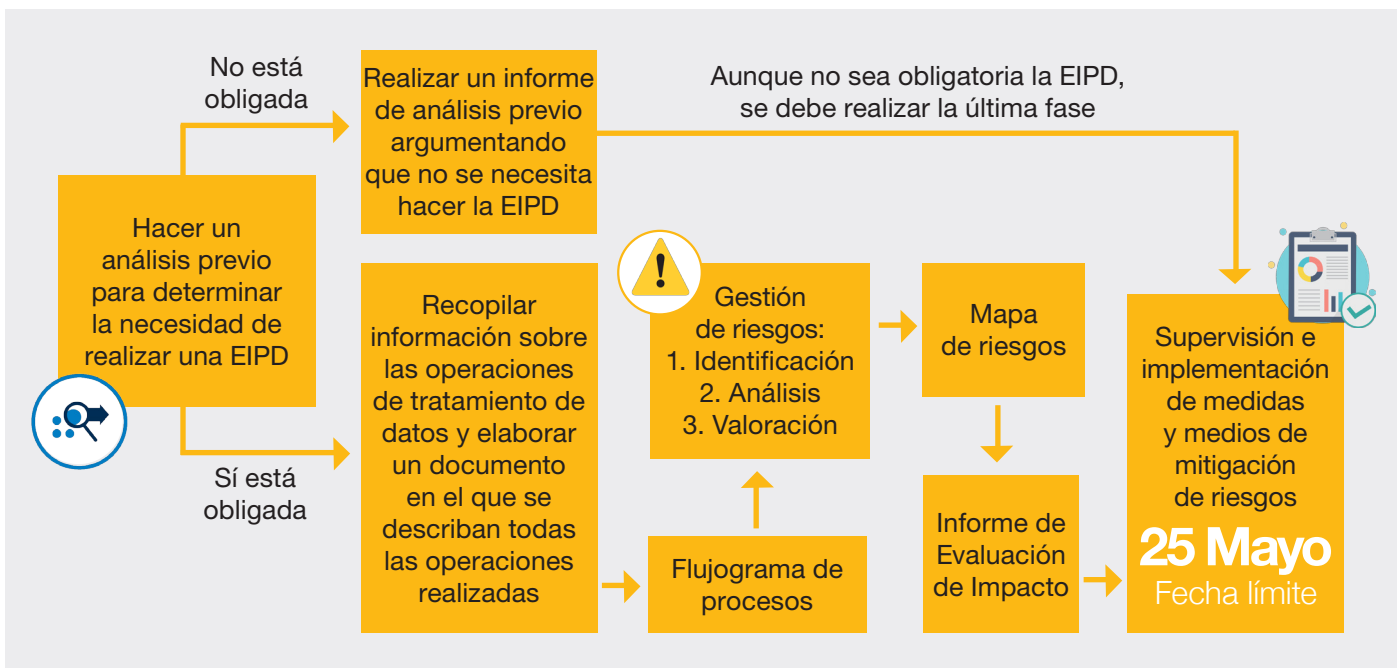 No está
obligada
Realizar un informe
de análisis previo
argumentando
que no se necesita
hacer la EIPD
Aunque no sea obligatoria la EIPD,
se debe realizar la última fase
Hacer un
análisis previo
para determinar
la necesidad de
realizar una EIPD
Sí está
obligada
Recopilar
información sobre
las operaciones
de tratamiento de
datos y elaborar
un documento
en el que se
describan todas
las operaciones
realizadas
Flujograma de
procesos
Gestión
de riesgos:
1. Identificación
2. Análisis
3. Valoración
Mapa
de riesgos
Informe de
Evaluación
de Impacto
Supervisión e
implementación
de medidas
y medios de
mitigación
de riesgos
25 Mayo
Fecha límite